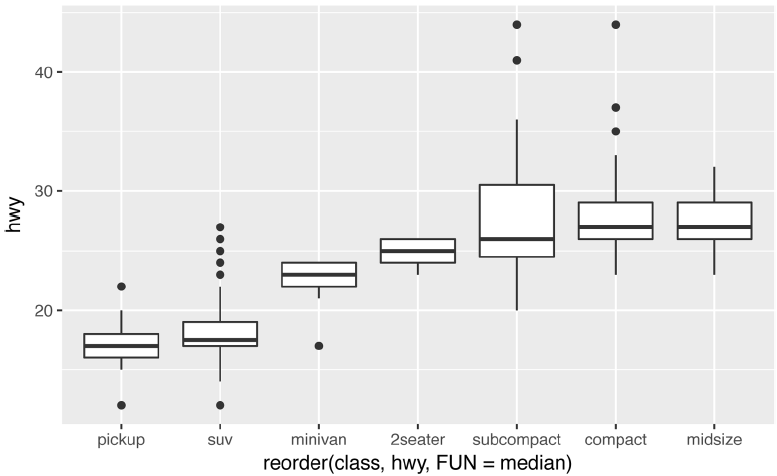 hwy
40
30
20
pickup suv minivan 2seater subcompact compact midsize
reorder(class, hwy, FUN = median)